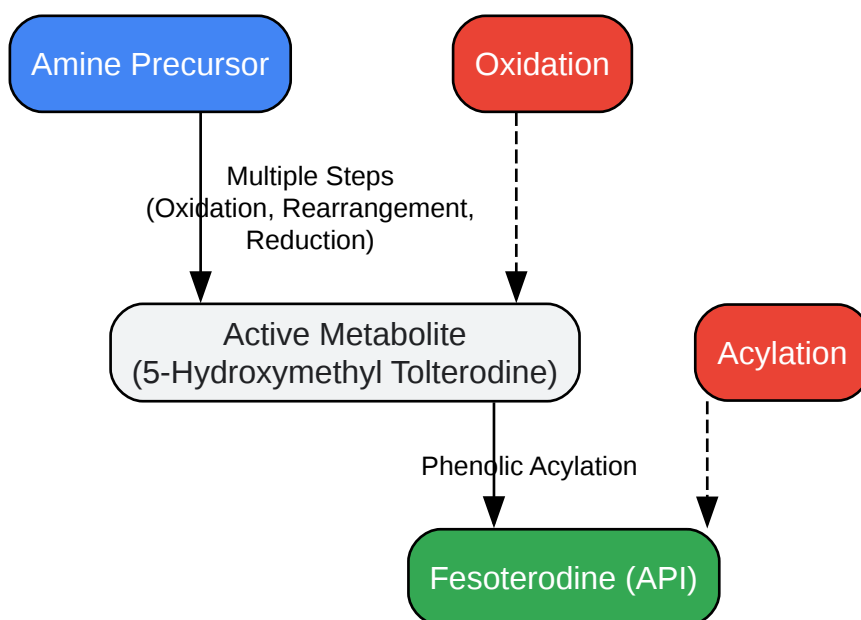 Amine Precursor
Oxidation
Multiple Steps
(Oxidation, Rearrangement,
Reduction)
Active Metabolite
(5-Hydroxymethyl Tolterodine)
Acylation
Phenolic Acylation
Fesoterodine (API)